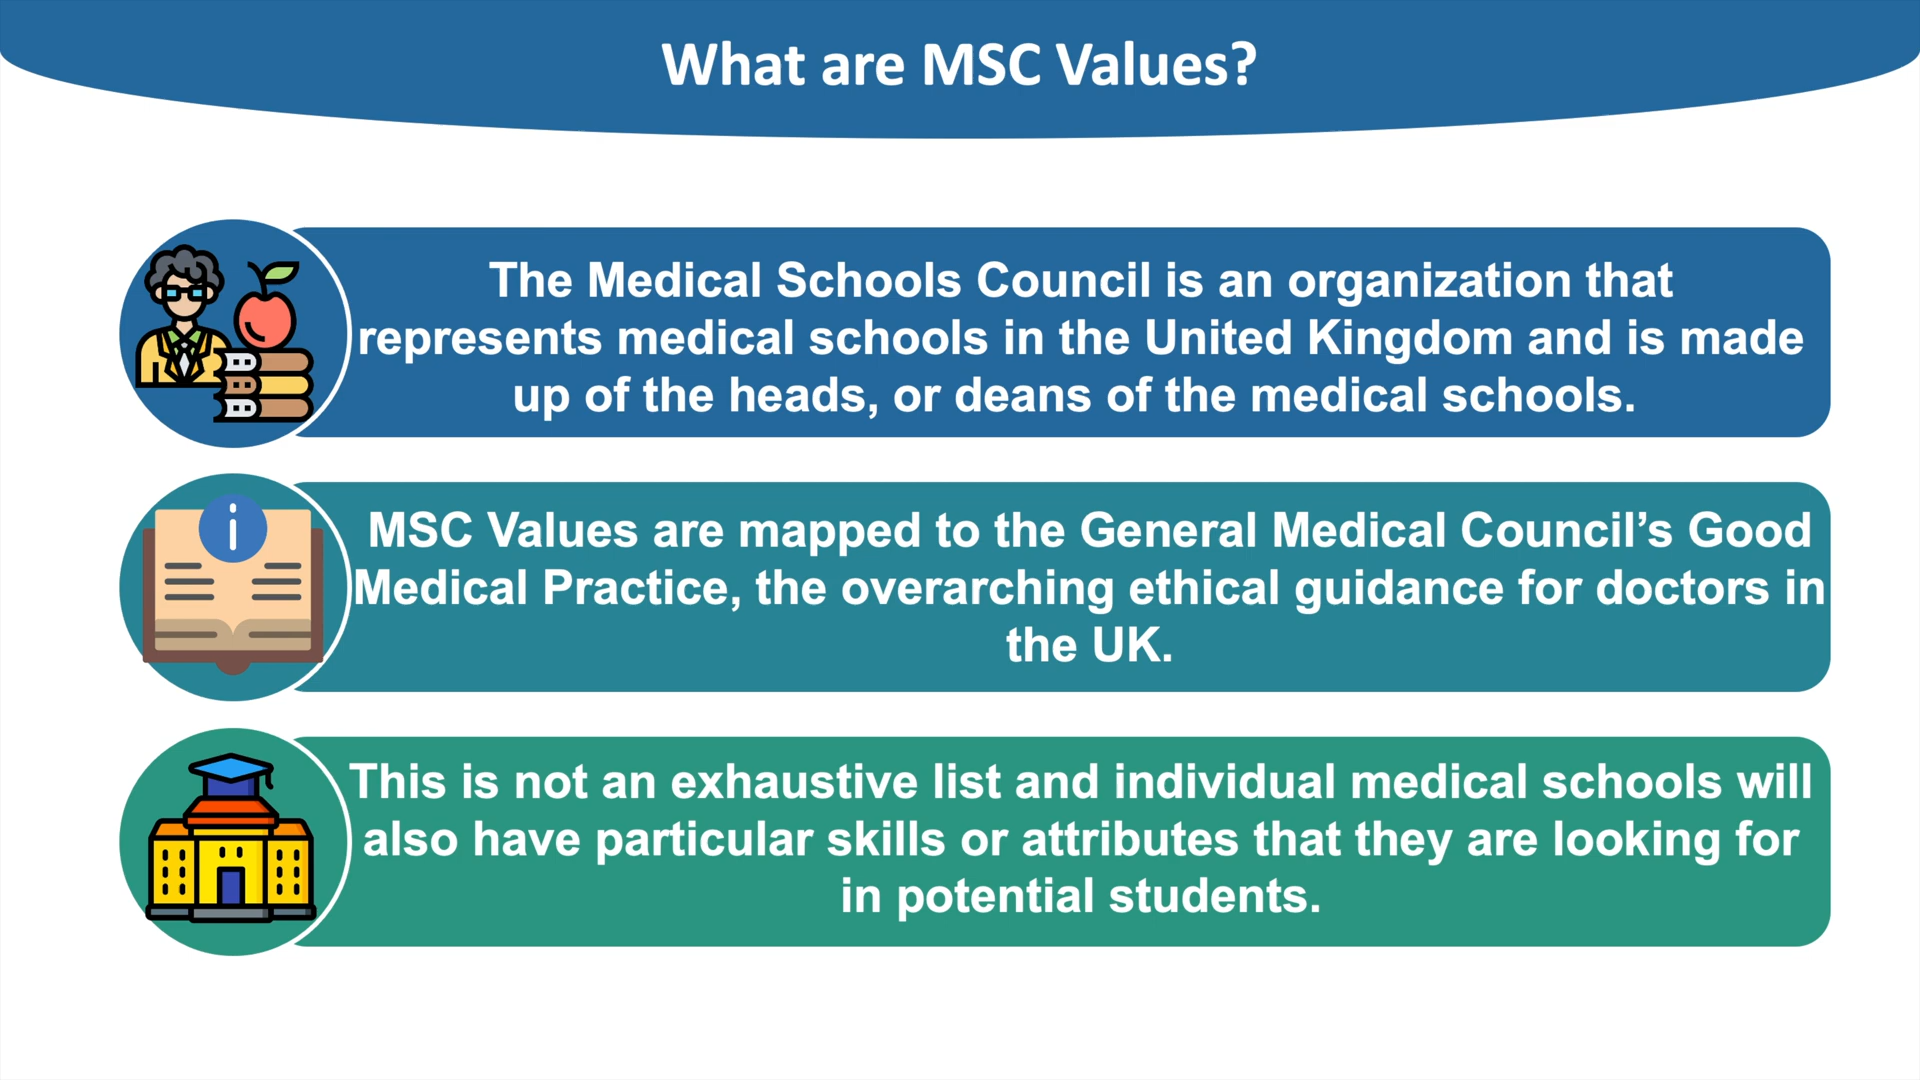 What are MSC Values?
The Medical Schools Council is an organization that
represents medical schools in the United Kingdom and is made
up of the heads, or deans of the medical schools.
MSC Values are mapped to the General Medical Council’s Good
Medical Practice, the overarching ethical guidance for doctors in
the UK.
This is not an exhaustive list and individual medical schools will
also have particular skills or attributes that they are looking for
in potential students.